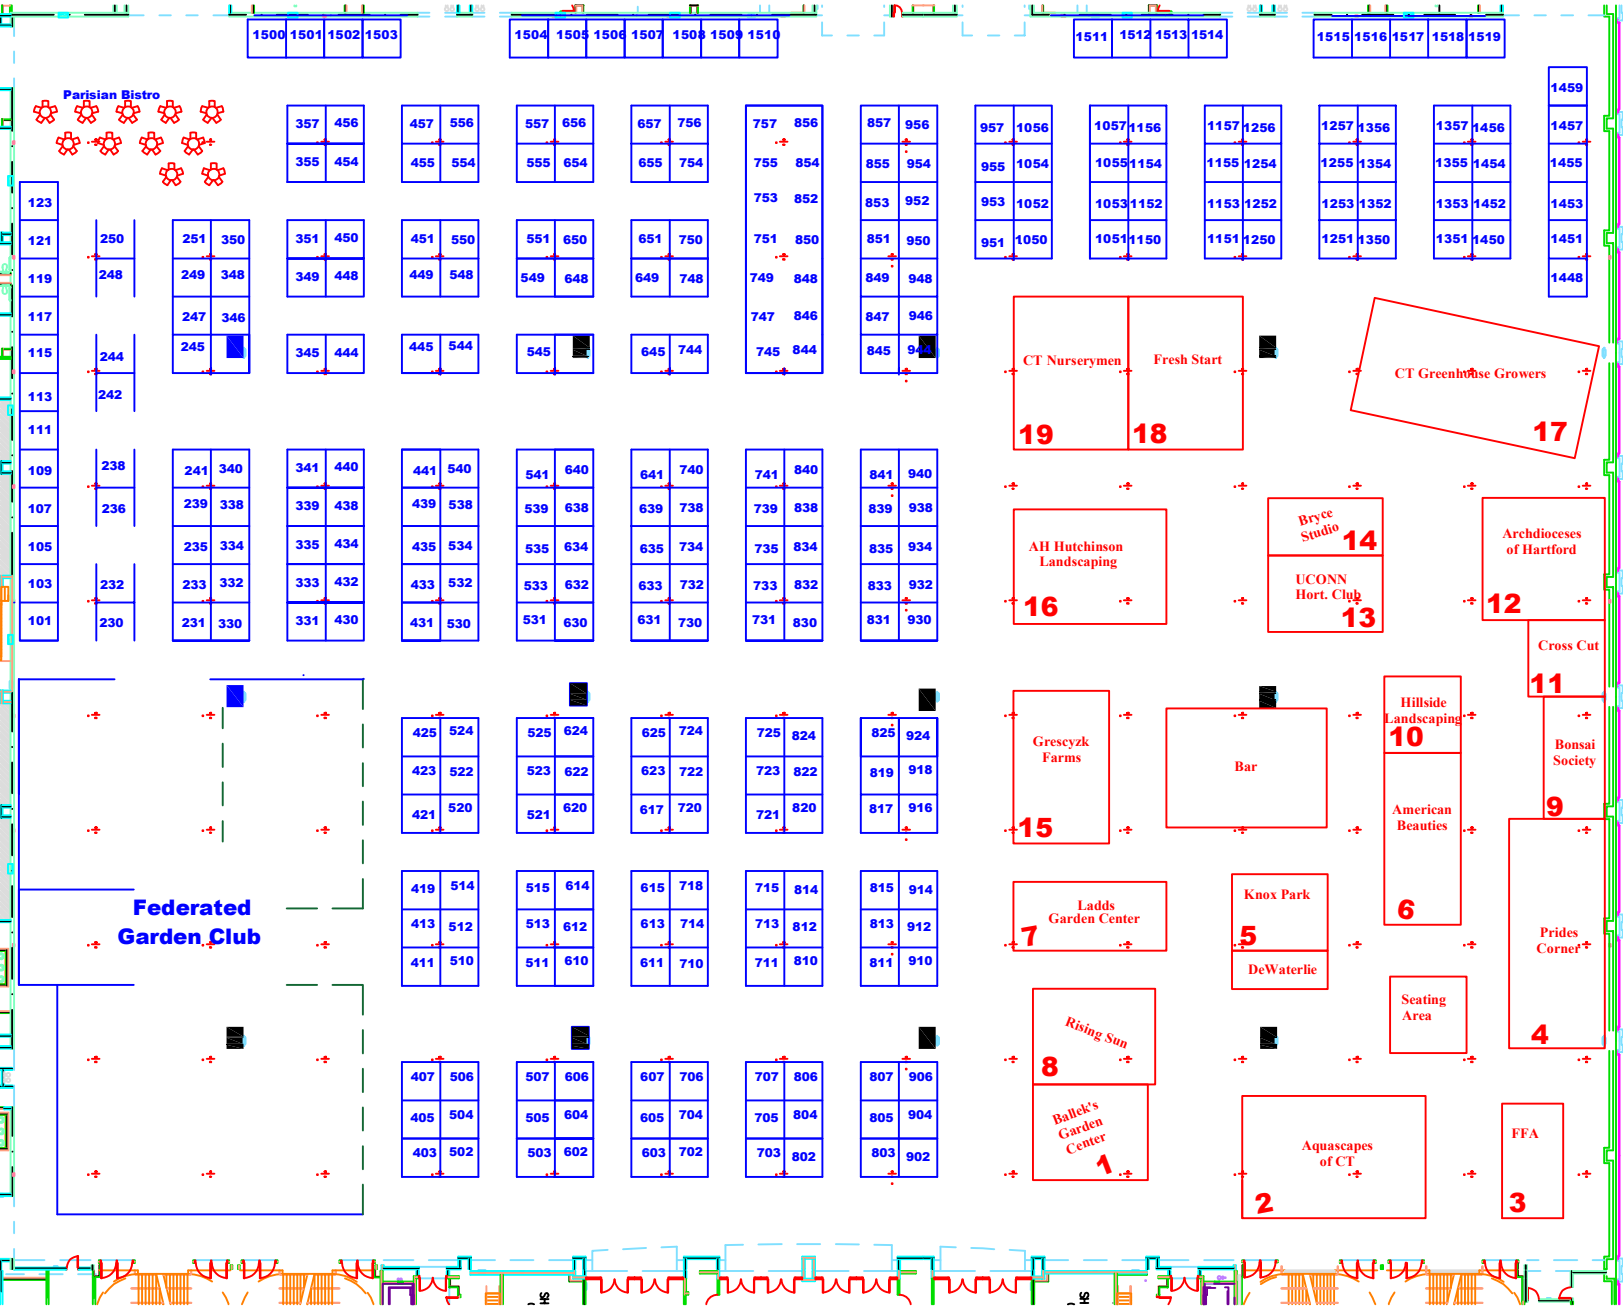 1500 1501 1502 1503 1504 1505 1506 1507 1508 1509 1510 1511 1512 1513 1514 1515 1516 1517 1518 1519
Parisian Bistro
1459
357 456 457 556 557 656 657 756 757 856 857 956 957 1056 1057 1156 1157 1256 1257 1356 1357 1456 1457
355 454 455 554 555 654 655 754 755 854 855 954 955 1054 1055 1154 1155 1254 1255 1354 1355 1454 1455
123 753 852 853 952 953 1052 1053 1152 1153 1252 1253 1352 1353 1452 1453
121 250 251 350 351 450 451 550 551 650 651 750 751 850 851 950 951 1050 1051 1150 1151 1250 1251 1350 1351 1450 1451
119 248 249 348 349 448 449 548 549 648 649 748 749 848 849 948 1448
117 247 346 747 846 847 946
115 244 245 345 444 445 544 545 645 744 745 844 845 944
CT Nurserymen
19
Fresh Start
18
CT Greenhouse Growers
17
113 242
111
109 238 241 340 341 440 441 540 541 640 641 740 741 840 841 940
107 236 239 338 339 438 439 538 539 638 639 738 739 838 839 938
105 235 334 335 434 435 534 535 634 635 734 735 834 835 934
103 232 233 332 333 432 433 532 533 632 633 732 733 832 833 932
101 230 231 330 331 430 431 530 531 630 631 730 731 830 831 930
AH Hutchinson
Landscaping
16
Bryce
Studio
14
UCONN
Hort. Club
13
Archdioceses
of Hartford
12
Cross Cut
11
425 524 525 624 625 724 725 824 825 924
423 522 523 622 623 722 723 822 819 918
421 520 521 620 617 720 721 820 817 916
Grescyzk
Farms
15
Bar
Hillside
Landscaping
10
Bonsai
Society
9
American
Beauties
6
Federated
Garden Club
419 514 515 614 615 718 715 814 815 914
413 512 513 612 613 714 713 812 813 912
411 510 511 610 611 710 711 810 811 910
Ladds
Garden Center
7
Knox Park
5
DeWaterlie
Prides
Corner
4
Seating
Area
Rising Sun
8
407 506 507 606 607 706 707 806 807 906
405 504 505 604 605 704 705 804 805 904
403 502 503 602 603 702 703 802 803 902
Ballek's
Garden
Center
1
Aquascapes
of CT
2
FFA
3
SH
SH